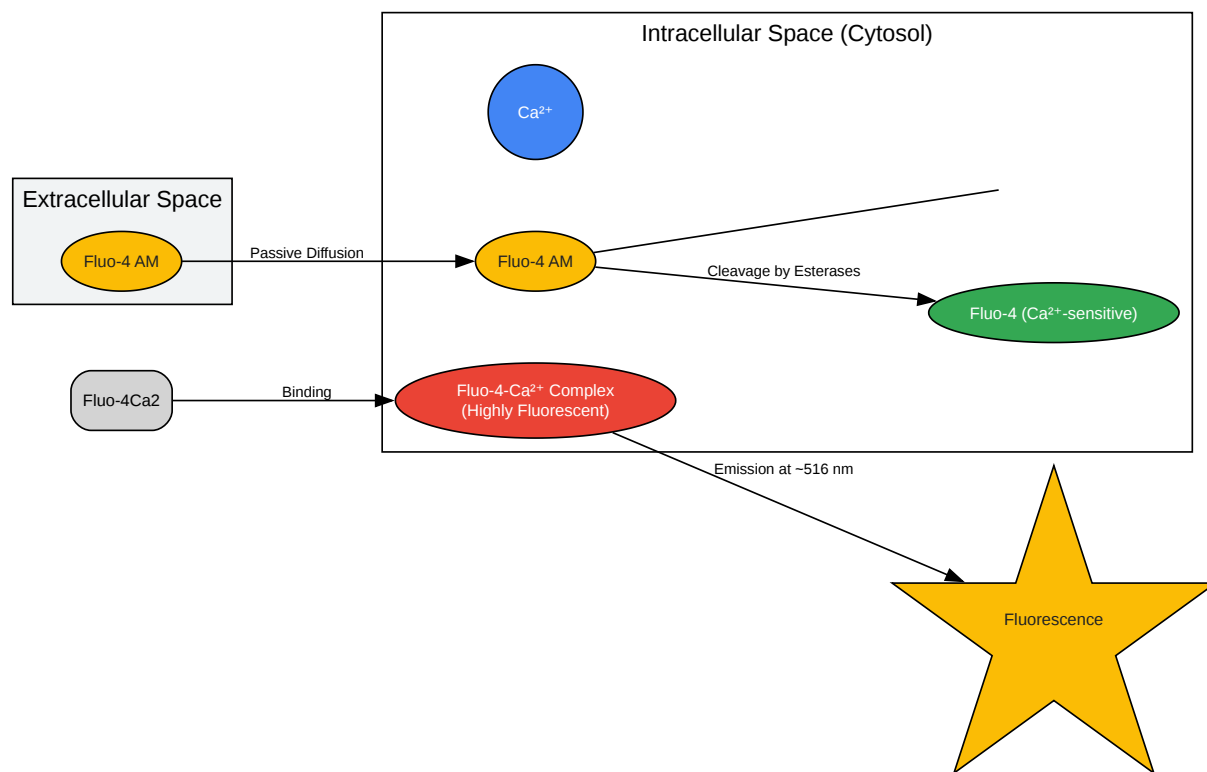 Intracellular Space (Cytosol)
Ca²⁺
Extracellular Space
Fluo-4 AM
Passive Diffusion
Fluo-4 AM
Cleavage by Esterases
Fluo-4 (Ca²⁺-sensitive)
Fluo-4Ca2
Binding
Fluo-4-Ca²⁺ Complex
(Highly Fluorescent)
Emission at ~516 nm
Fluorescence